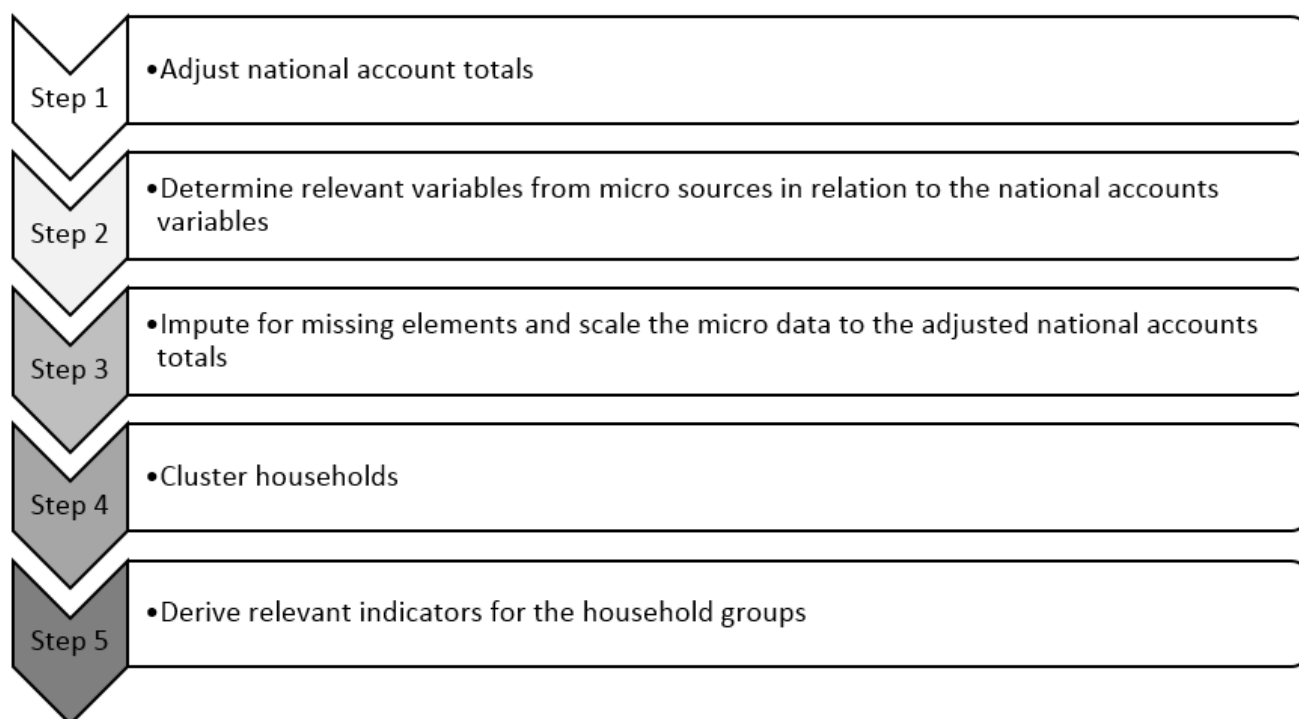 Step 1
•Adjust national account totals
Step 2
•Determine relevant variables from micro sources in relation to the national accounts
variables
Step 3
•Impute for missing elements and scale the micro data to the adjusted national accounts
totals
Step 4
•Cluster households
Step 5
•Derive relevant indicators for the household groups